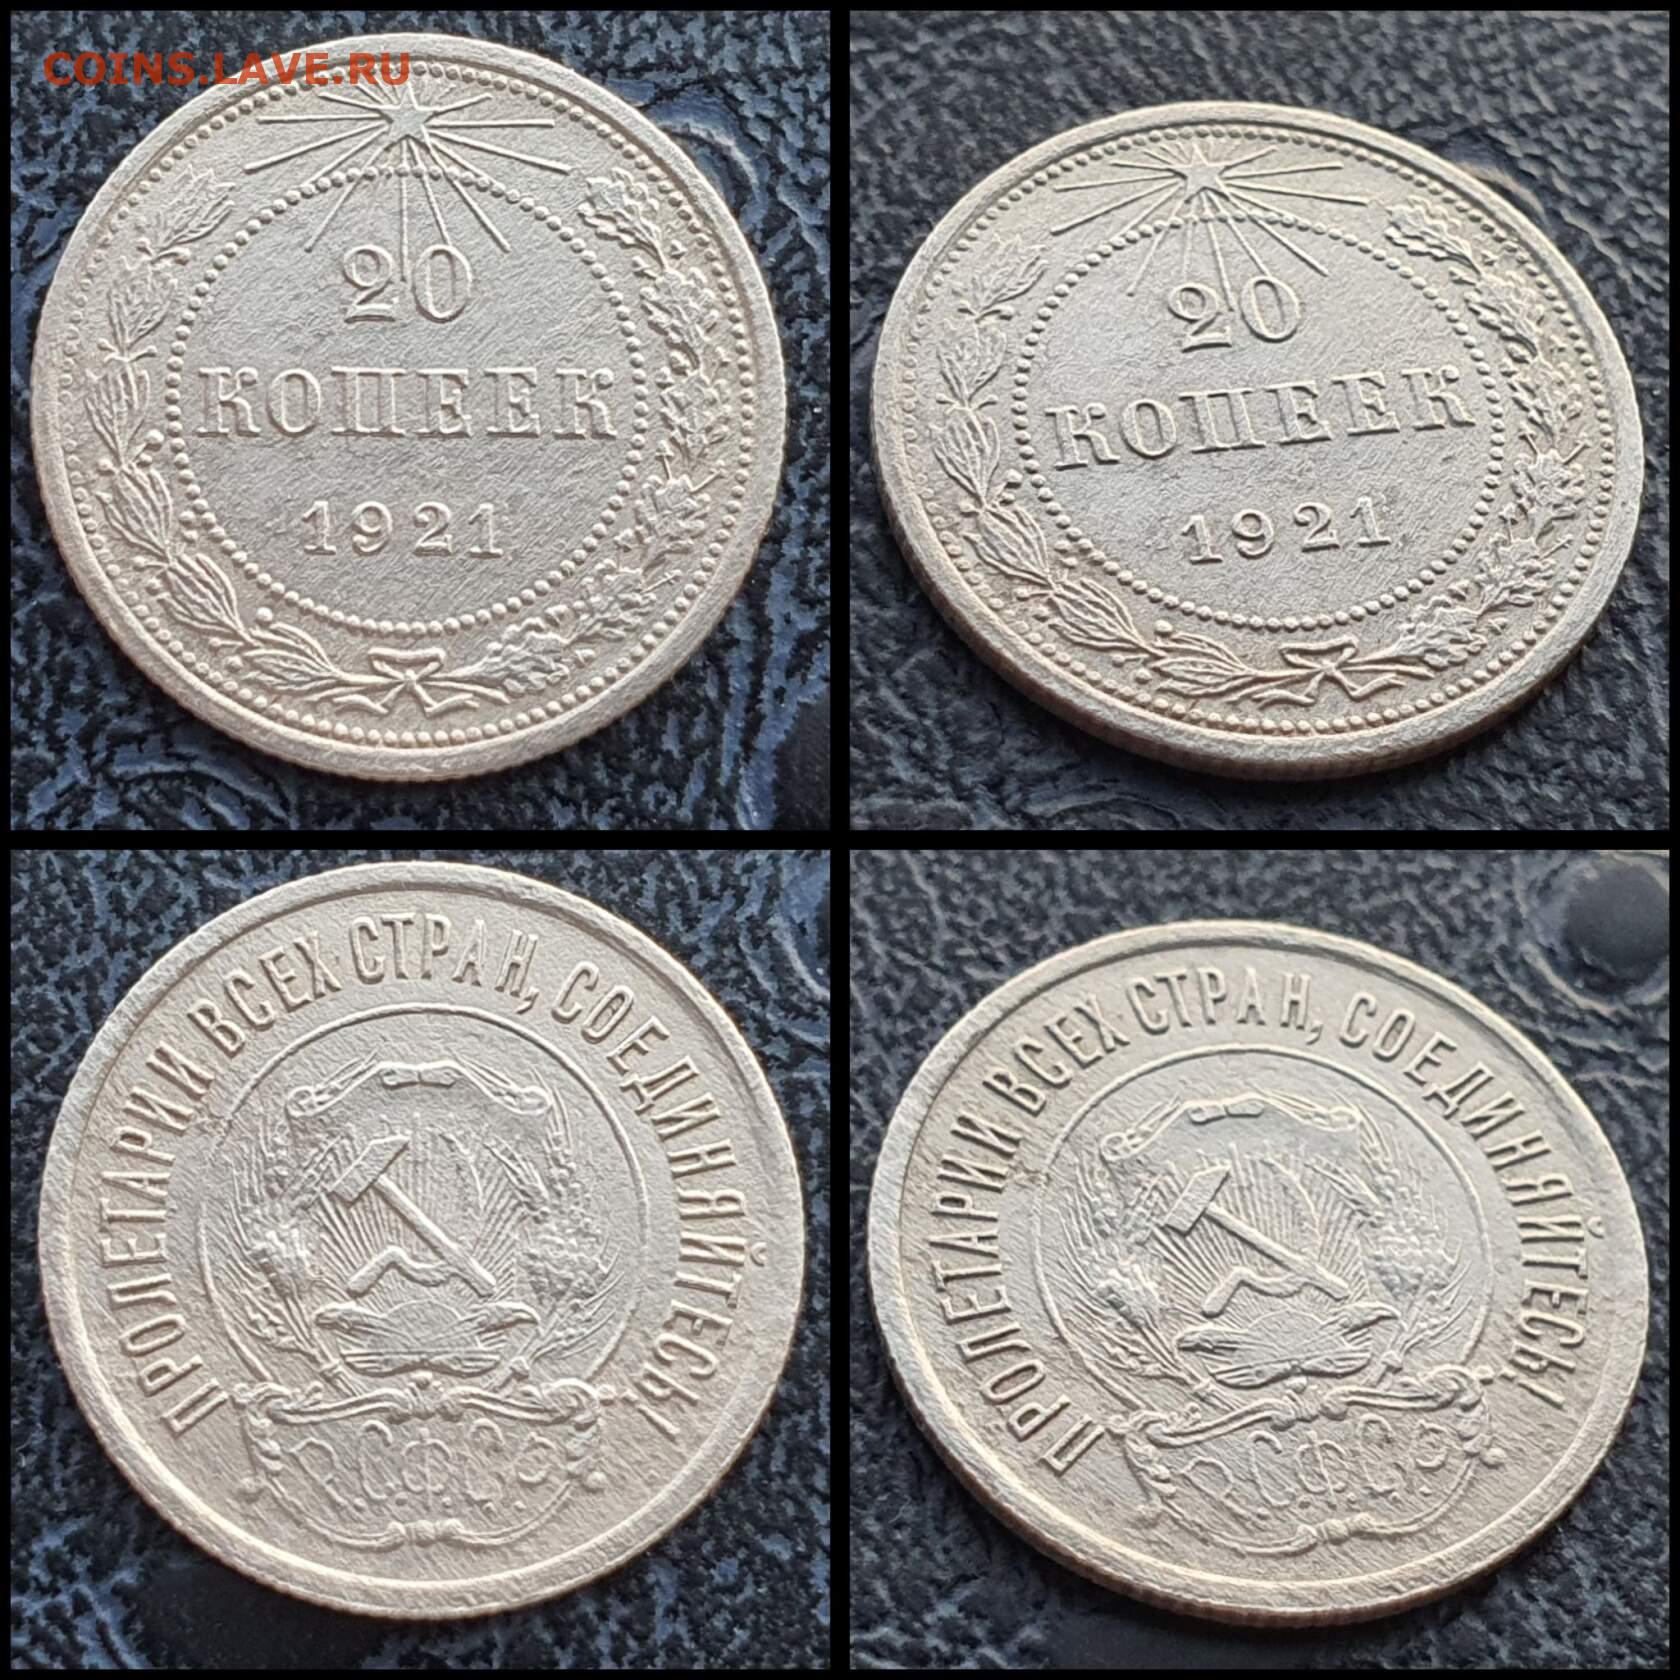 COINS.LAVE.RU
20
КОПЕЕК
1921
20
КОПЕЕК
1921
ПРОЛЕТАРИИ ВСЕХ СТРАН, СОЕДИНЯЙТЕСЬ!
Р.С.Ф.С.Р.
ПРОЛЕТАРИИ ВСЕХ СТРАН, СОЕДИНЯЙТЕСЬ!
Р.С.Ф.С.Р.